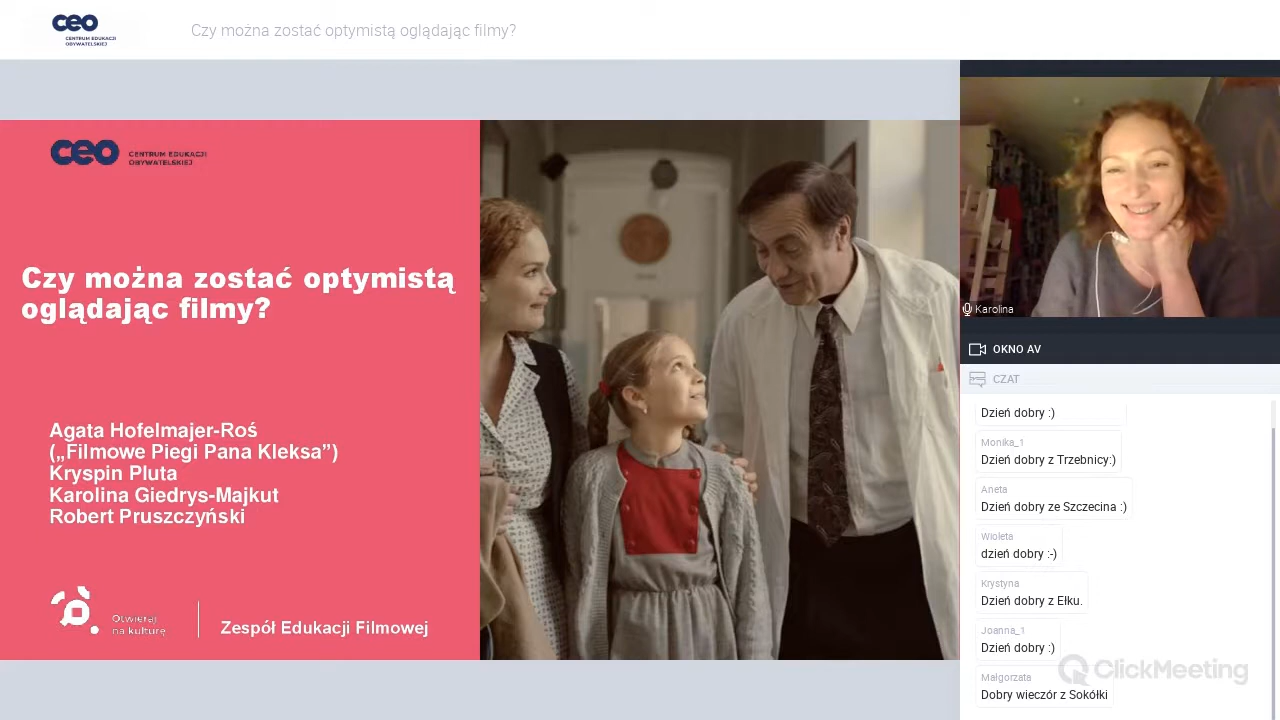 ceo
CENTRUM EDUKACJI
OBYWATELSKIEJ
Czy można zostać optymistą oglądając filmy?
ceo
CENTRUM EDUKACJI
OBYWATELSKIEJ
Czy można zostać optymistą
oglądając filmy?
Agata Hofelmajer-Roś
(„Filmowe Piegi Pana Kleksa”)
Kryspin Pluta
Karolina Giedrys-Majkut
Robert Pruszczyński
Otwieraj
na kulturę
Zespół Edukacji Filmowej
Karolina
OKNO AV
CZAT
Dzień dobry :)
Monika_1
Dzień dobry z Trzebnicy:)
Aneta
Dzień dobry ze Szczecina :)
Wioleta
dzień dobry :-)
Krystyna
Dzień dobry z Ełku.
Joanna_1
Dzień dobry :)
Małgorzata
Dobry wieczór z Sokółki
ClickMeeting